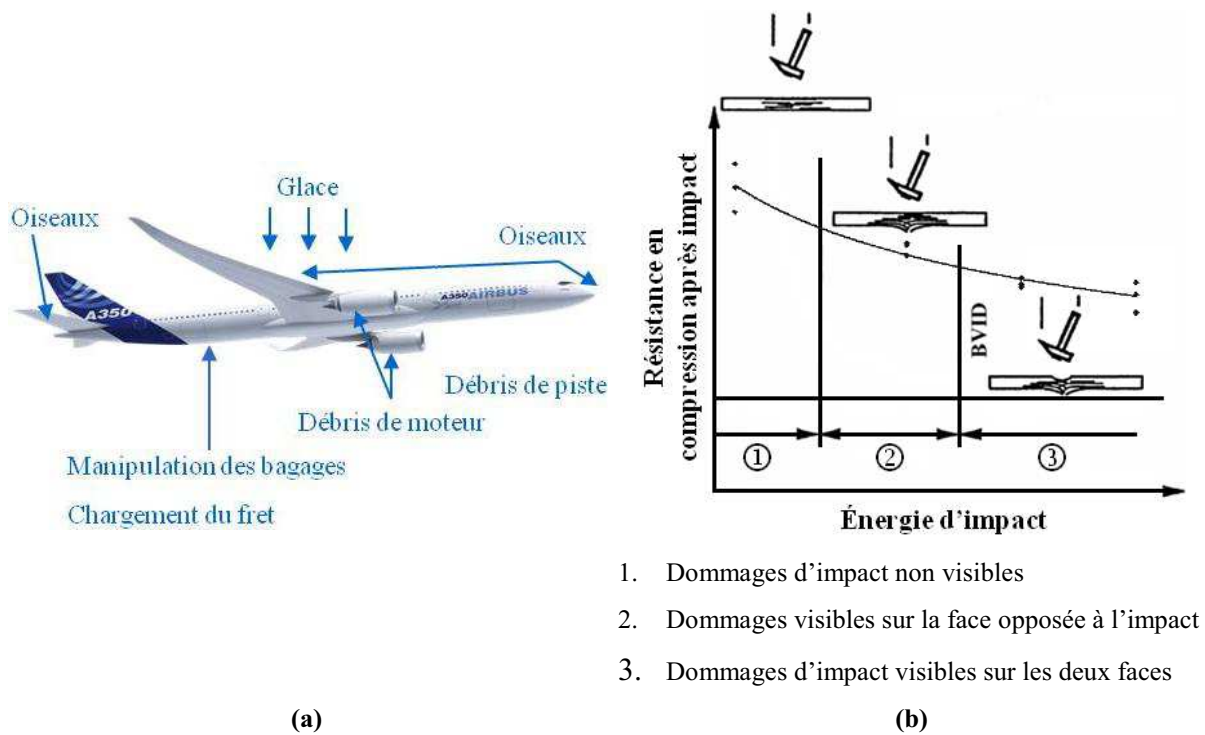 Glace
Oiseaux
Oiseaux
A350 AIRBUS
A350
Débris de piste
Débris de moteur
Manipulation des bagages
Chargement du fret
(a)
Résistance en
compression après impact
BVID
① ② ③
Énergie d’impact
1. Dommages d’impact non visibles
2. Dommages visibles sur la face opposée à l’impact
3. Dommages d’impact visibles sur les deux faces
(b)